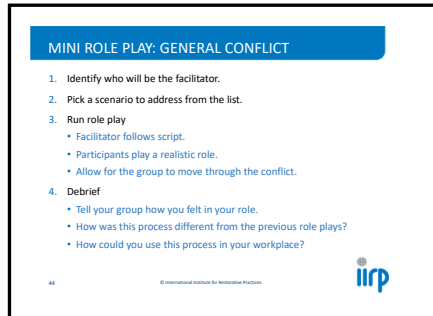 MINI ROLE PLAY: GENERAL CONFLICT
1. Identify who will be the facilitator.
2. Pick a scenario to address from the list.
3. Run role play
• Facilitator follows script.
• Participants play a realistic role.
• Allow for the group to move through the conflict.
4. Debrief
• Tell your group how you felt in your role.
• How was this process different from the previous role plays?
• How could you use this process in your workplace?
44
© International Institute for Restorative Practices
iirp